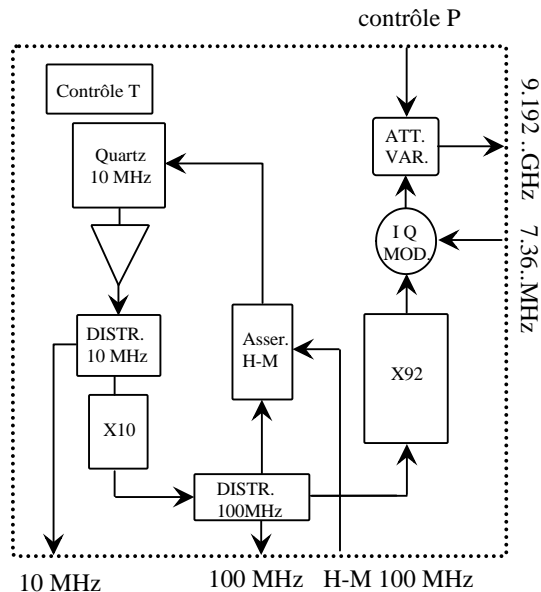 contrôle P
Contrôle T
Quartz
10 MHz
ATT.
VAR.
9.192 ..GHz
I Q
MOD.
7.36..MHz
DISTR.
10 MHz
Asser.
H-M
X92
X10
DISTR.
100MHz
10 MHz
100 MHz
H-M 100 MHz